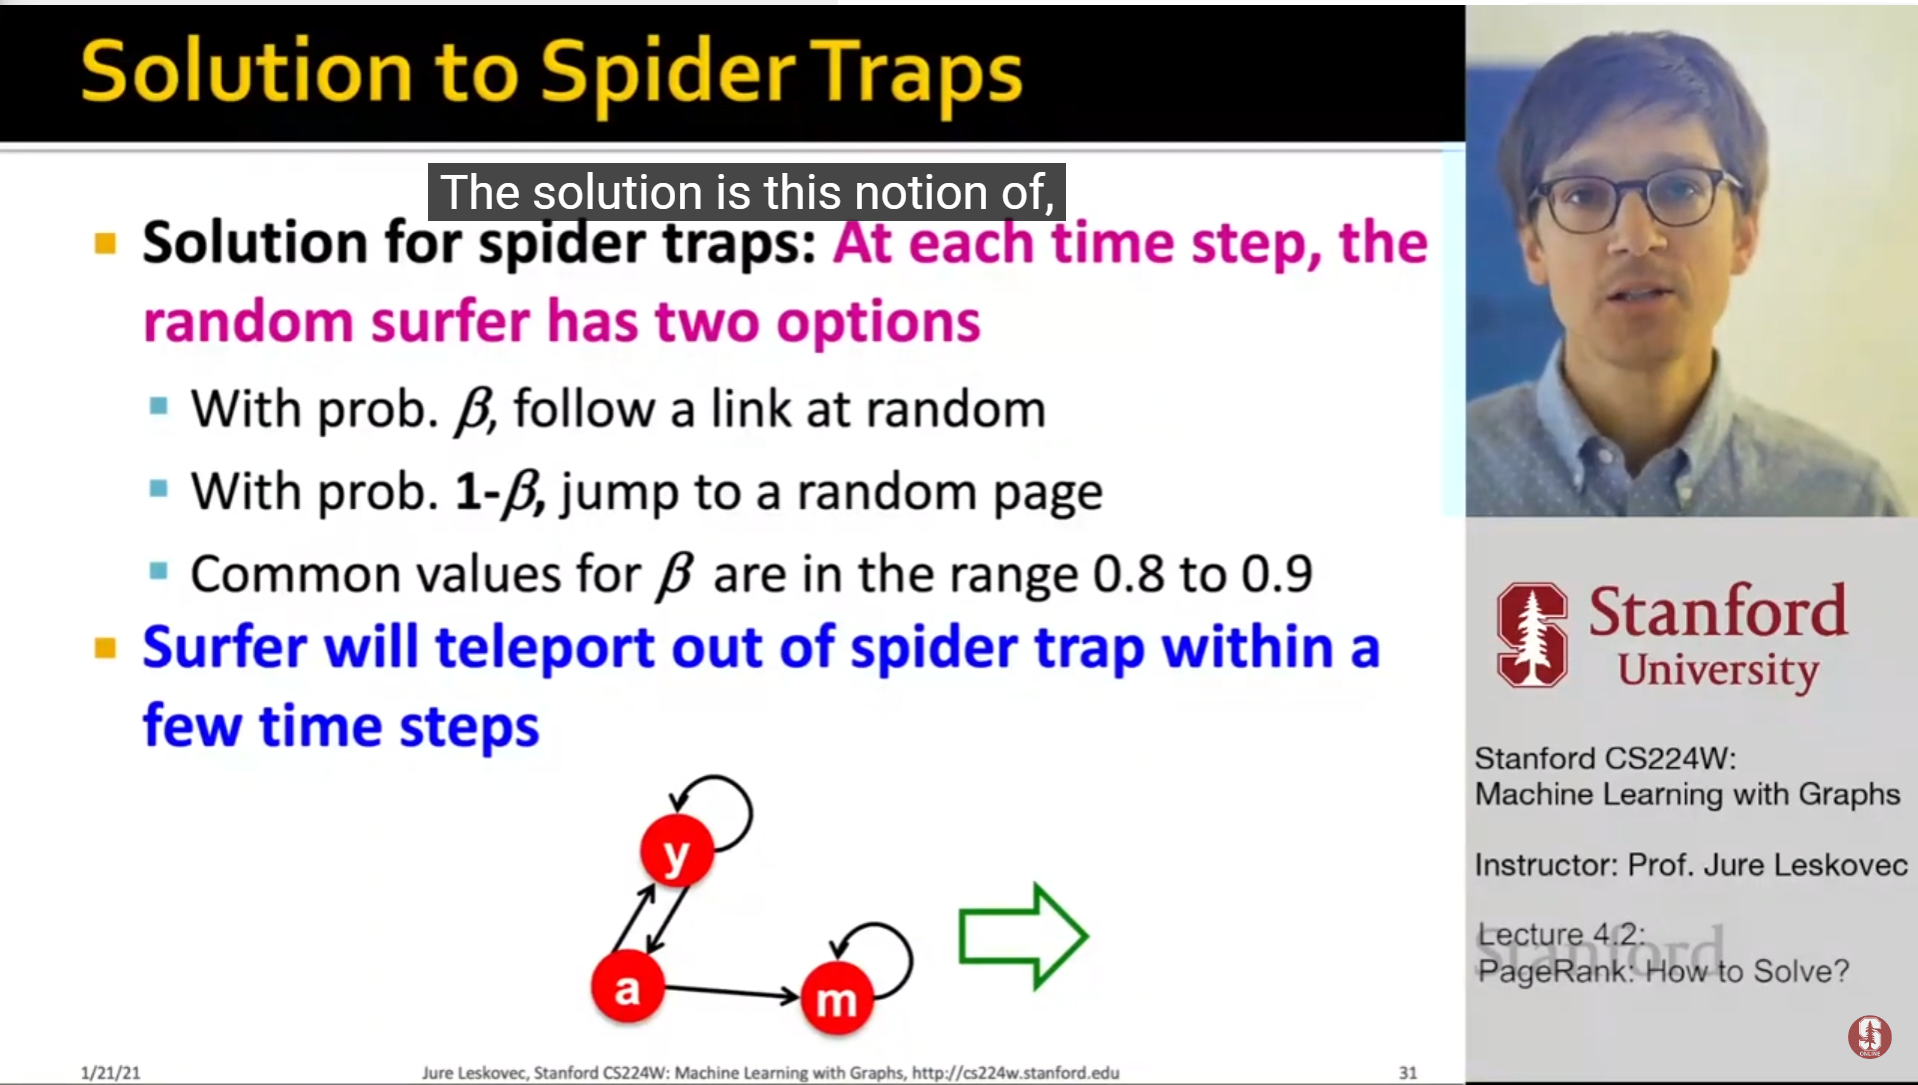 Solution to Spider Traps
The solution is this notion of,
Solution for spider traps: At each time step, the
random surfer has two options
With prob. β, follow a link at random
With prob. 1-β, jump to a random page
Common values for β are in the range 0.8 to 0.9
Surfer will teleport out of spider trap within a
few time steps
y
a
m
1/21/21
Jure Leskovec, Stanford CS224W: Machine Learning with Graphs, http://cs224w.stanford.edu
31
Stanford
University
Stanford CS224W:
Machine Learning with Graphs
Instructor: Prof. Jure Leskovec
Stanford
Lecture 4.2:
PageRank: How to Solve?
S
ONLINE